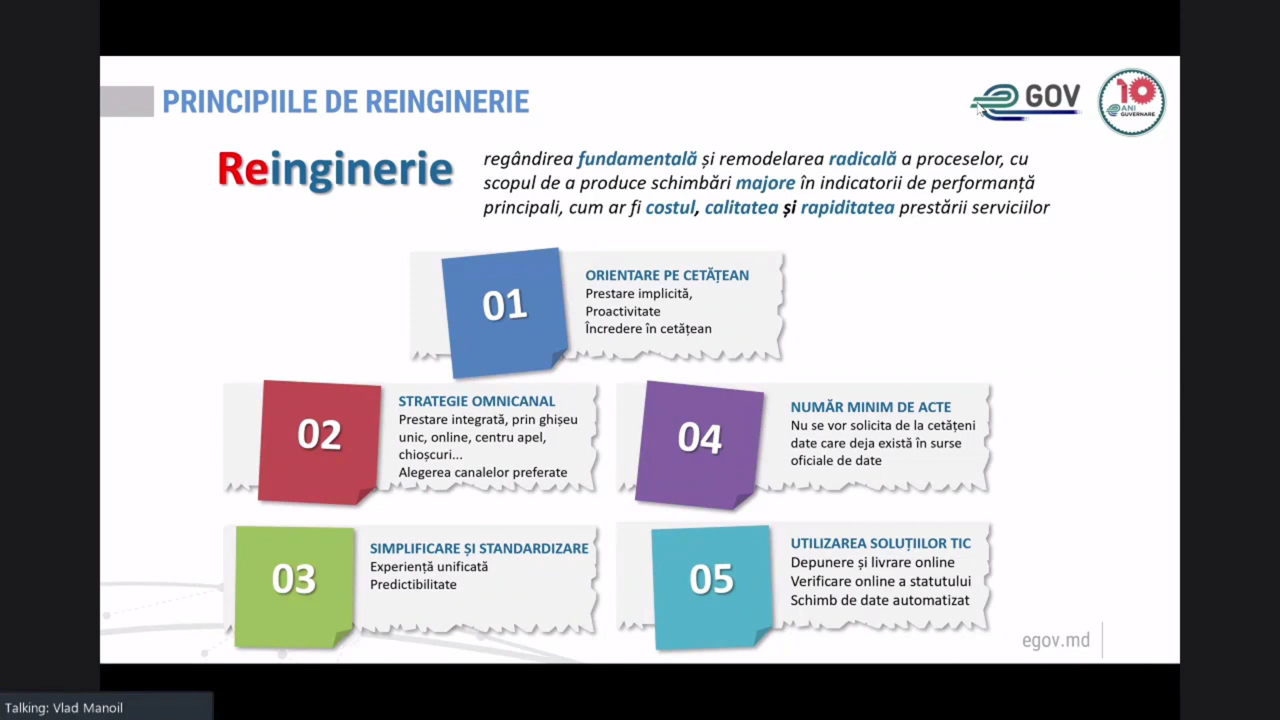 PRINCIPIILE DE REINGINERIE
GOV
10
ANI
GUVERNARE
Reinginerie
regândirea fundamentală și remodelarea radicală a proceselor, cu
scopul de a produce schimbări majore în indicatorii de performanță
principali, cum ar fi costul, calitatea și rapiditatea prestării serviciilor
01
ORIENTARE PE CETĂȚEAN
Prestare implicită,
Proactivitate
Încredere în cetățean
02
STRATEGIE OMNICANAL
Prestare integrată, prin ghișeu
unic, online, centru apel,
chioșcuri...
Alegerea canalelor preferate
03
SIMPLIFICARE ȘI STANDARDIZARE
Experiență unificată
Predictibilitate
04
NUMĂR MINIM DE ACTE
Nu se vor solicita de la cetățeni
date care deja există în surse
oficiale de date
05
UTILIZAREA SOLUȚIILOR TIC
Depunere și livrare online
Verificare online a statutului
Schimb de date automatizat
egov.md
Talking: Vlad Manoil